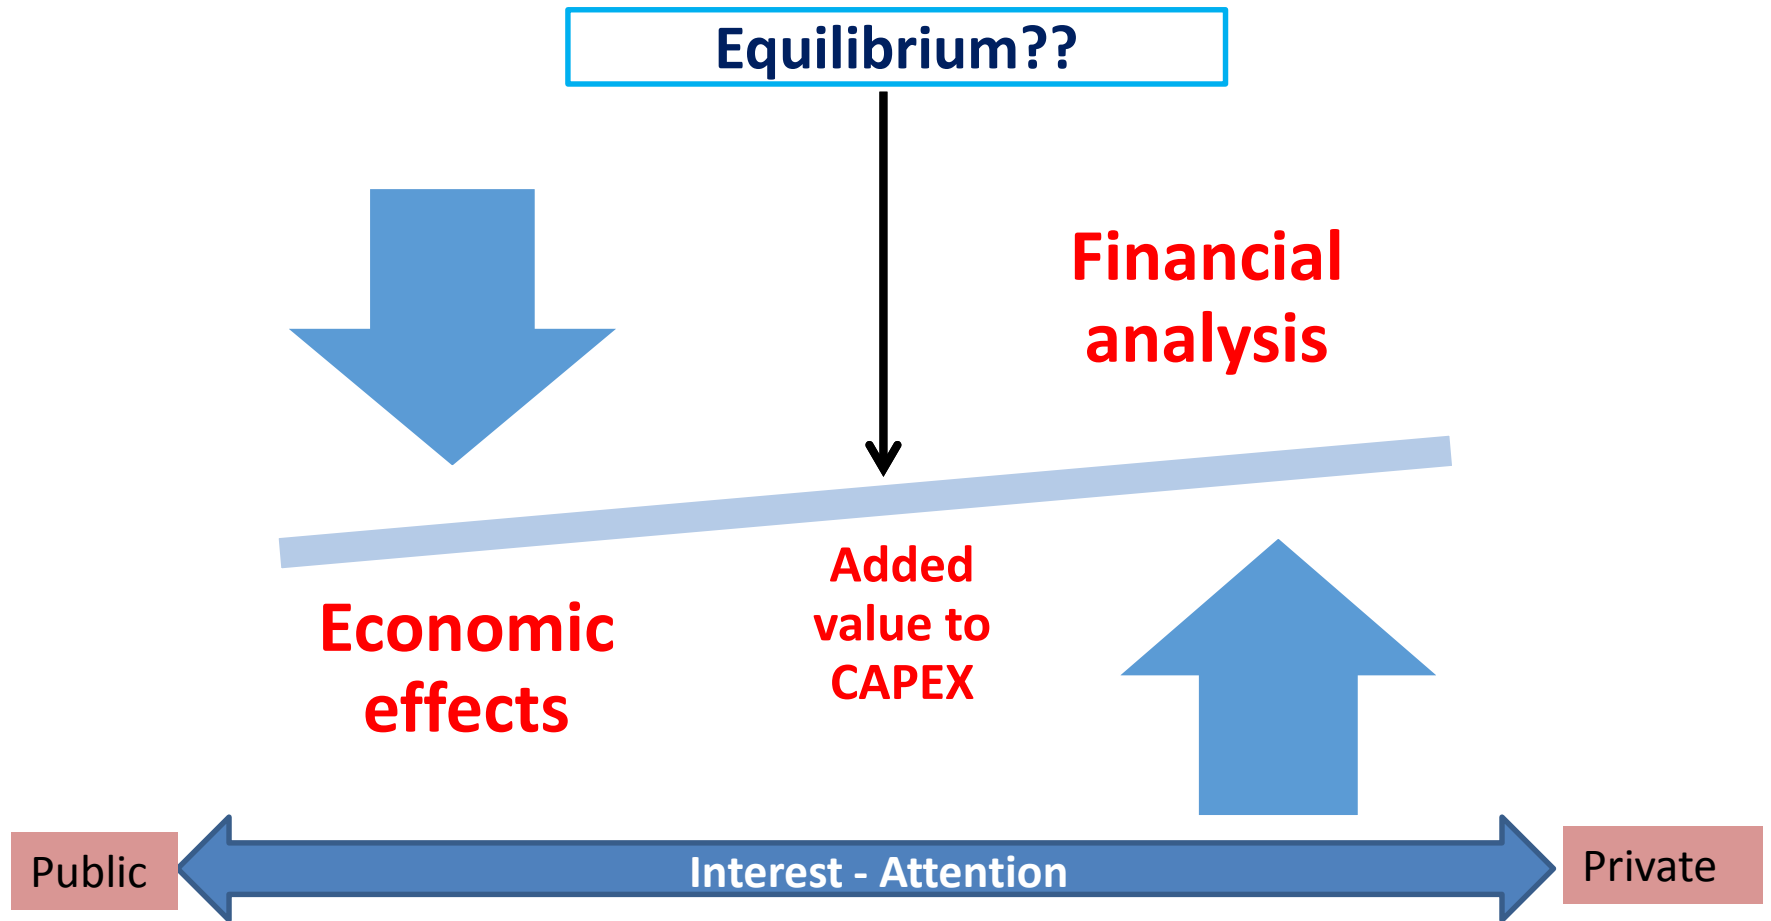 Equilibrium??
Financial
analysis
Added
value to
CAPEX
Economic
effects
Public
Interest - Attention
Private